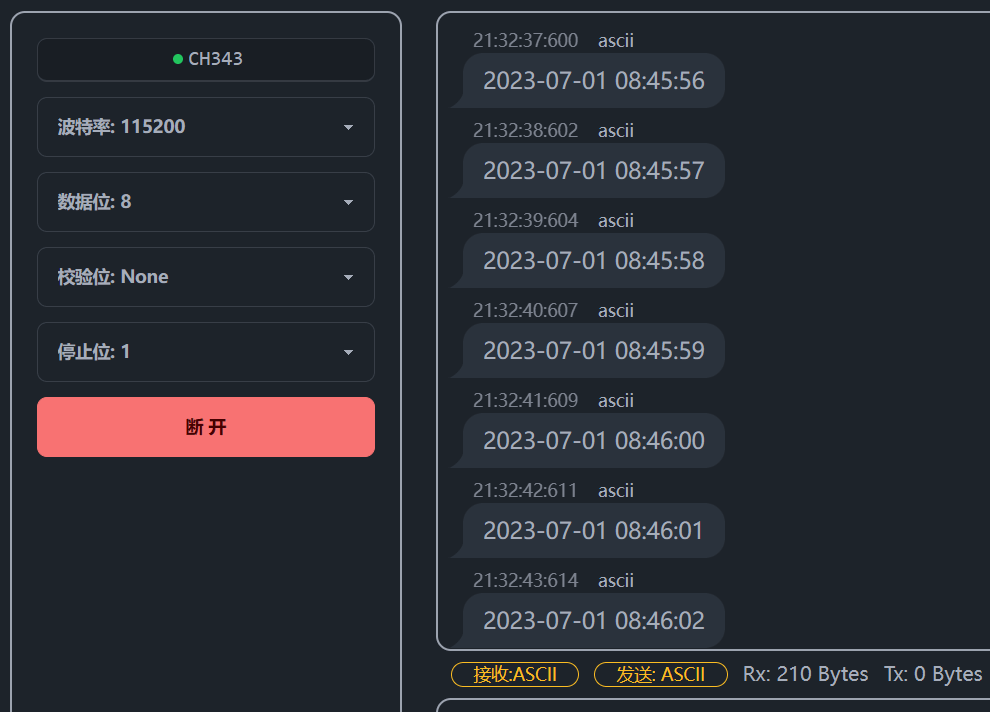 CH343
波特率: 115200
数据位: 8
校验位: None
停止位: 1
断 开
21:32:37:600 ascii
2023-07-01 08:45:56
21:32:38:602 ascii
2023-07-01 08:45:57
21:32:39:604 ascii
2023-07-01 08:45:58
21:32:40:607 ascii
2023-07-01 08:45:59
21:32:41:609 ascii
2023-07-01 08:46:00
21:32:42:611 ascii
2023-07-01 08:46:01
21:32:43:614 ascii
2023-07-01 08:46:02
接收:ASCII 发送: ASCII Rx: 210 Bytes Tx: 0 Bytes